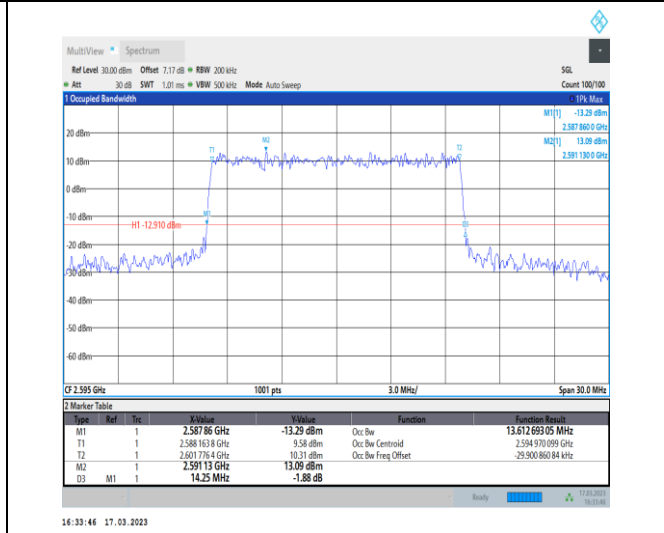 MultiView Spectrum
Ref Level 30.00 dBm Offset 7.17 dB RBW 200 kHz SGL
Att 30 dB SWT 1.01 ms VBW 500 kHz Mode Auto Sweep Count 100/100
1 Occupied Bandwidth 1Pk Max
M1[1] -13.29 dBm
2.587 860 0 GHz
M2[1] 13.09 dBm
2.591 130 0 GHz
20 dBm
M2
T1 T2
10 dBm
0 dBm
-10 dBm
M1
H1 -12.910 dBm
D3
-20 dBm
-30 dBm
-40 dBm
-50 dBm
-60 dBm
CF 2.595 GHz 1001 pts 3.0 MHz/ Span 30.0 MHz
2 Marker Table
Type Ref Trc X-Value Y-Value Function Function Result
M1 1 2.587 86 GHz -13.29 dBm Occ Bw 13.612 693 05 MHz
T1 1 2.588 163 8 GHz 9.58 dBm Occ Bw Centroid 2.594 970 099 GHz
T2 1 2.601 776 4 GHz 10.31 dBm Occ Bw Freq Offset -29.900 860 84 kHz
M2 1 2.591 13 GHz 13.09 dBm
D3 M1 1 14.25 MHz -1.88 dB
Ready 17.03.2023
16:33:46
16:33:46 17.03.2023